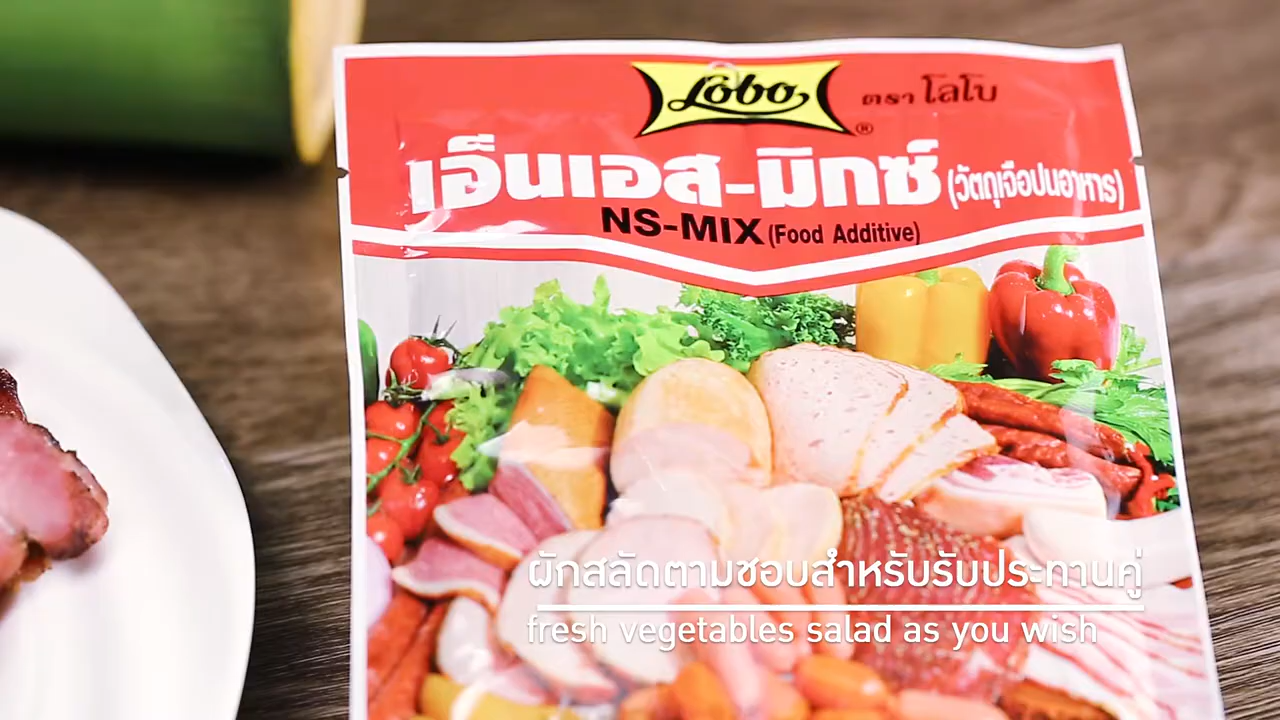 Lobo ® ตรา โลโบ
เอ็นเอส-มิกซ์ (วัตถุเจือปนอาหาร)
NS-MIX (Food Additive)
ผักสลัดตามชอบสำหรับรับประทานคู่
fresh vegetables salad as you wish